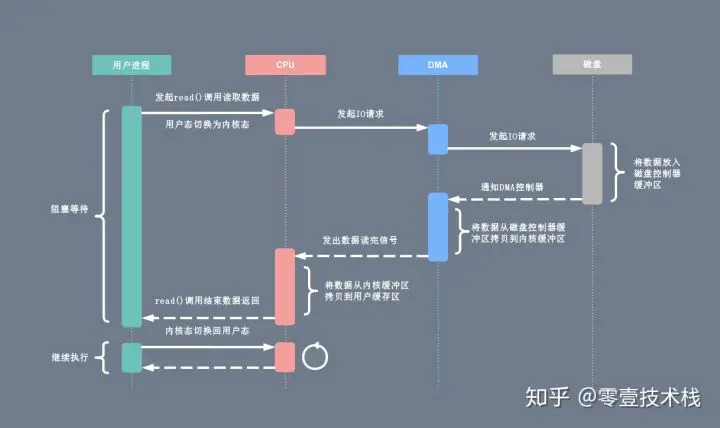 用户进程
CPU
DMA
磁盘
发起read()调用读取数据
用户态切换为内核态
发起IO请求
发起IO请求
将数据放入
磁盘控制器
缓冲区
通知DMA控制器
阻塞等待
将数据从磁盘控制器缓
冲区拷贝到内核缓冲区
发出数据读完信号
将数据从内核缓冲区
拷贝到用户缓存区
read()调用结束数据返回
内核态切换回用户态
继续执行
知乎 @零壹技术栈